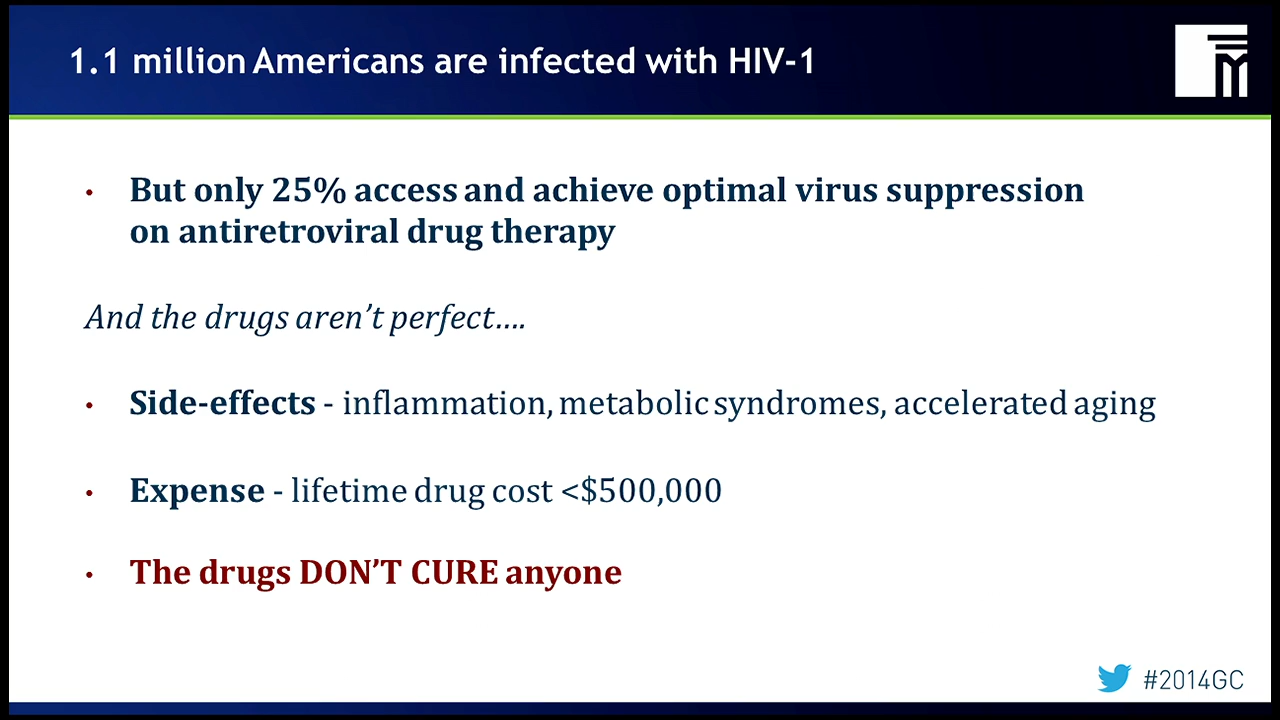 1.1 million Americans are infected with HIV-1
• But only 25% access and achieve optimal virus suppression
on antiretroviral drug therapy
And the drugs aren’t perfect….
• Side-effects - inflammation, metabolic syndromes, accelerated aging
• Expense - lifetime drug cost <$500,000
• The drugs DON’T CURE anyone
#2014GC